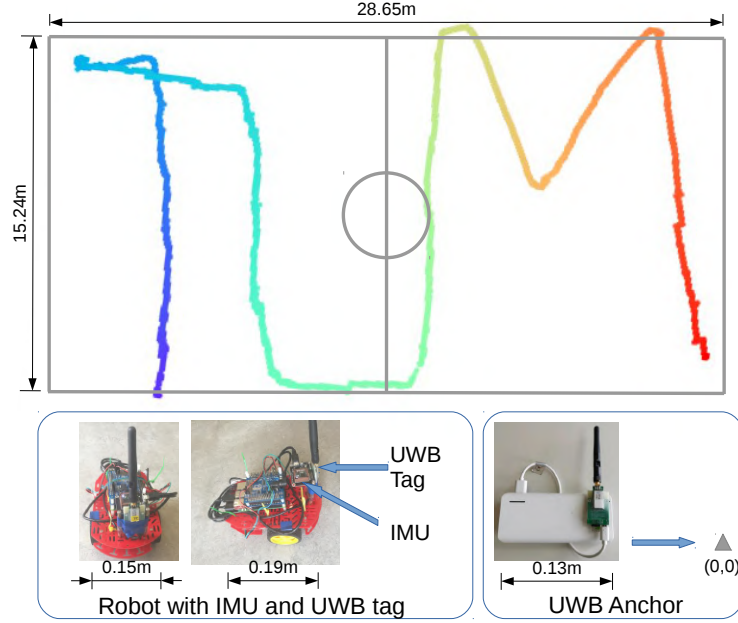 28.65m
15.24m
UWB
Tag
IMU
0.15m
0.19m
Robot with IMU and UWB tag
0.13m
(0,0)
UWB Anchor